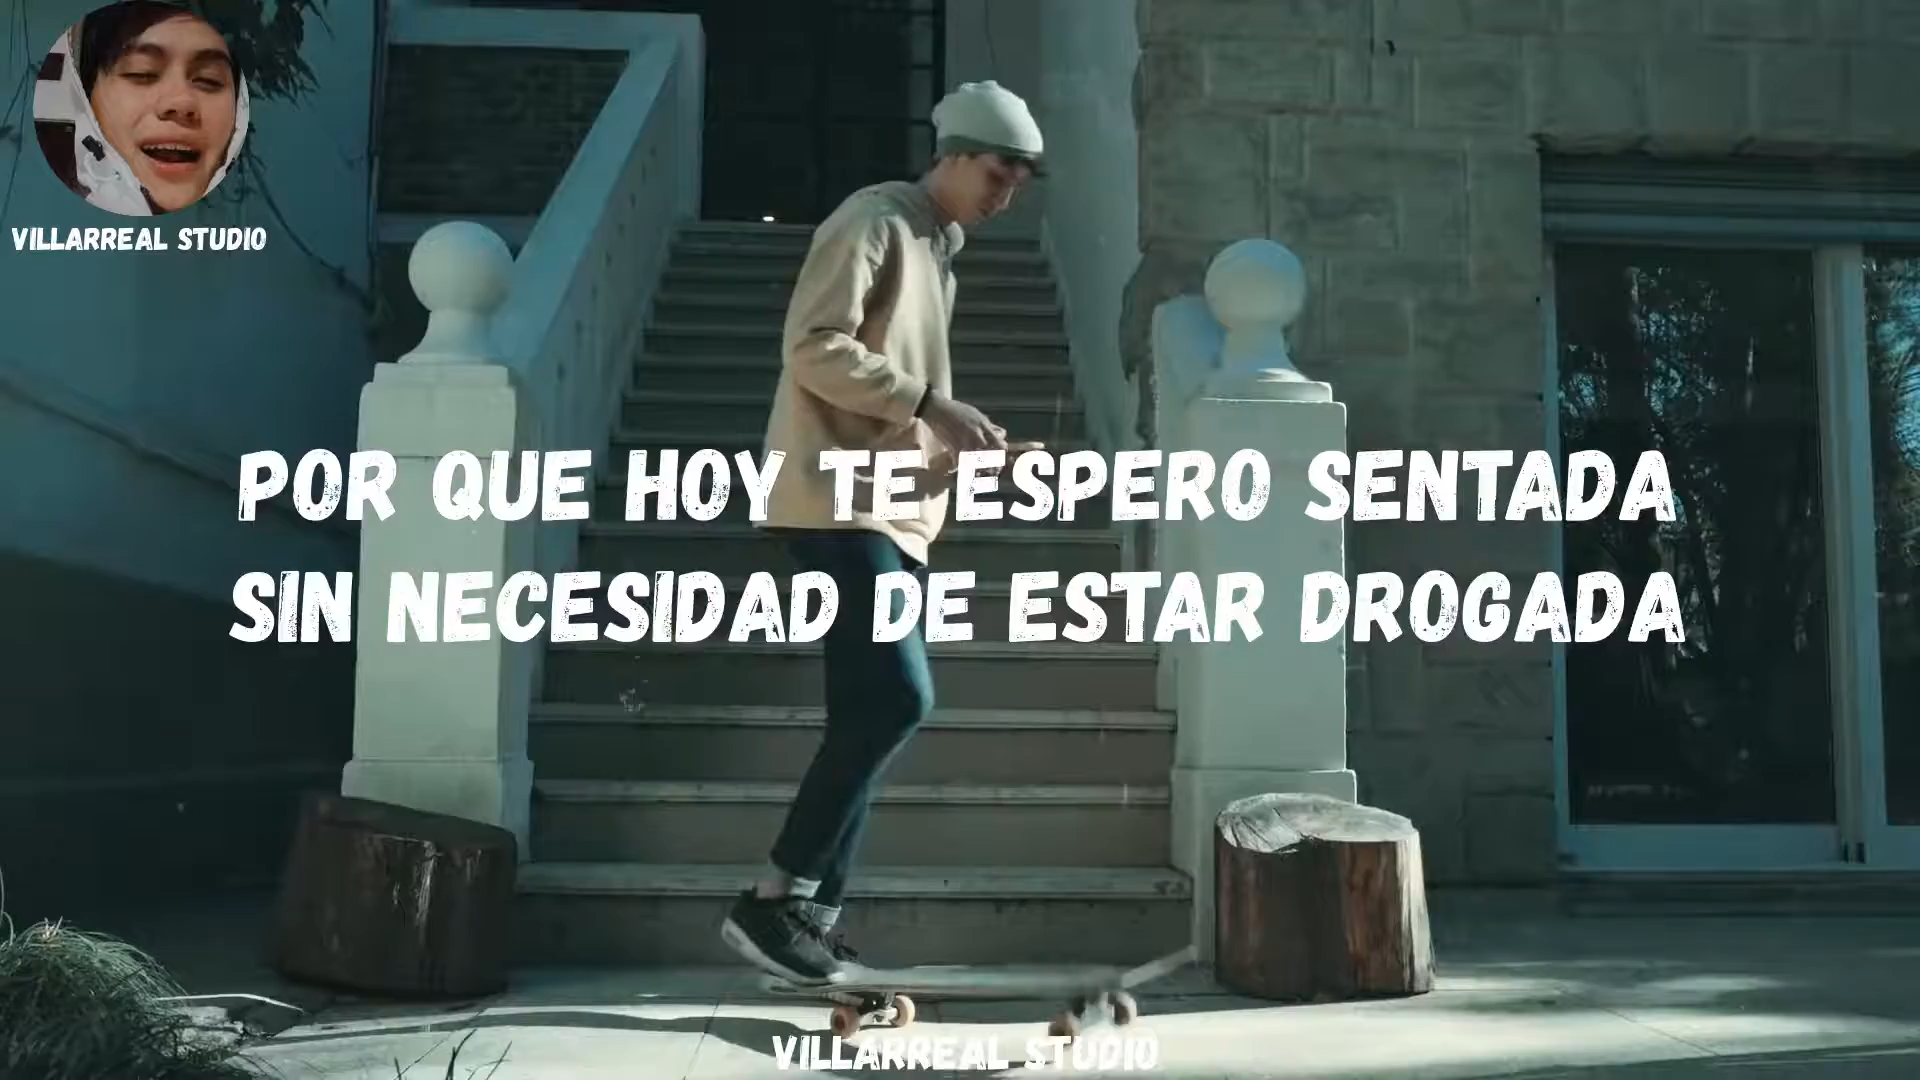 VILLARREAL STUDIO
POR QUE HOY TE ESPERO SENTADA
SIN NECESIDAD DE ESTAR DROGADA
VILLARREAL STUDIO